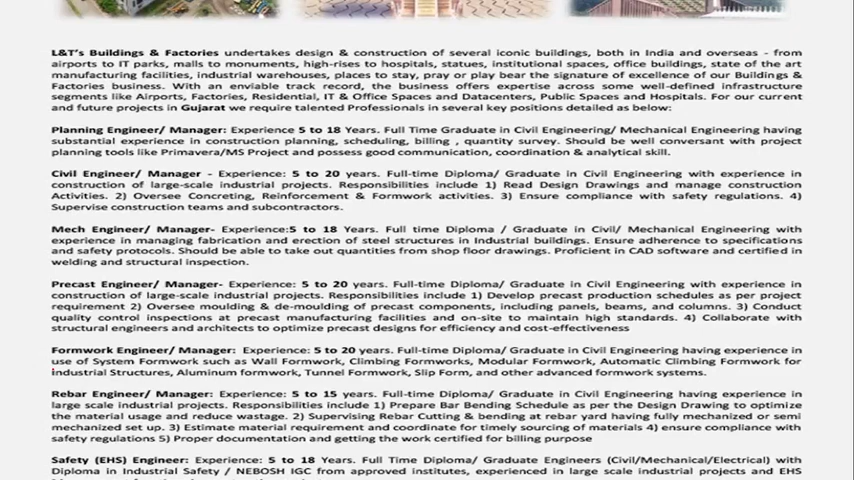 L&T's Buildings & Factories undertakes design & construction of several iconic buildings, both in India and overseas - from
airports to IT parks, malls to monuments, high-rises to hospitals, statues, institutional spaces, office buildings, state of the art
manufacturing facilities, industrial warehouses, places to stay, pray or play bear the signature of excellence of our Buildings &
Factories business. With an enviable track record, the business offers expertise across some well-defined infrastructure
segments like Airports, Factories, Residential, IT & Office Spaces and Datacenters, Public Spaces and Hospitals. For our current
and future projects in Gujarat we require talented Professionals in several key positions detailed as below:
Planning Engineer/ Manager: Experience 5 to 18 Years. Full Time Graduate in Civil Engineering/ Mechanical Engineering having
substantial experience in construction planning, scheduling, billing , quantity survey. Should be well conversant with project
planning tools like Primavera/MS Project and possess good communication, coordination & analytical skill.
Civil Engineer/ Manager - Experience: 5 to 20 years. Full-time Diploma/ Graduate in Civil Engineering with experience in
construction of large-scale industrial projects. Responsibilities include 1) Read Design Drawings and manage construction
Activities. 2) Oversee Concreting, Reinforcement & Formwork activities. 3) Ensure compliance with safety regulations. 4)
Supervise construction teams and subcontractors.
Mech Engineer/ Manager- Experience:5 to 18 Years. Full time Diploma / Graduate in Civil/ Mechanical Engineering with
experience in managing fabrication and erection of steel structures in Industrial buildings. Ensure adherence to specifications
and safety protocols. Should be able to take out quantities from shop floor drawings. Proficient in CAD software and certified in
welding and structural inspection.
Precast Engineer/ Manager- Experience: 5 to 20 years. Full-time Diploma/ Graduate in Civil Engineering with experience in
construction of large-scale industrial projects. Responsibilities include 1) Develop precast production schedules as per project
requirement 2) Oversee moulding & de-moulding of precast components, including panels, beams, and columns. 3) Conduct
quality control inspections at precast manufacturing facilities and on-site to maintain high standards. 4) Collaborate with
structural engineers and architects to optimize precast designs for efficiency and cost-effectiveness
Formwork Engineer/ Manager: Experience: 5 to 20 years. Full-time Diploma/ Graduate in Civil Engineering having experience in
use of System Formwork such as Wall Formwork, Climbing Formworks, Modular Formwork, Automatic Climbing Formwork for
industrial Structures, Aluminum formwork, Tunnel Formwork, Slip Form, and other advanced formwork systems.
Rebar Engineer/ Manager: Experience: 5 to 15 years. Full-time Diploma/ Graduate in Civil Engineering having experience in
large scale industrial projects. Responsibilities include 1) Prepare Bar Bending Schedule as per the Design Drawing to optimize
the material usage and reduce wastage. 2) Supervising Rebar Cutting & bending at rebar yard having fully mechanized or semi
mechanized set up. 3) Estimate material requirement and coordinate for timely sourcing of materials 4) ensure compliance with
safety regulations 5) Proper documentation and getting the work certified for billing purpose
Safety (EHS) Engineer: Experience: 5 to 18 Years. Full-time Diploma/ Graduate Engineers (Civil/Mechanical/Electrical) with
Diploma in Industrial Safety / NEBOSH IGC from approved institutes, experienced in large scale industrial projects and EHS